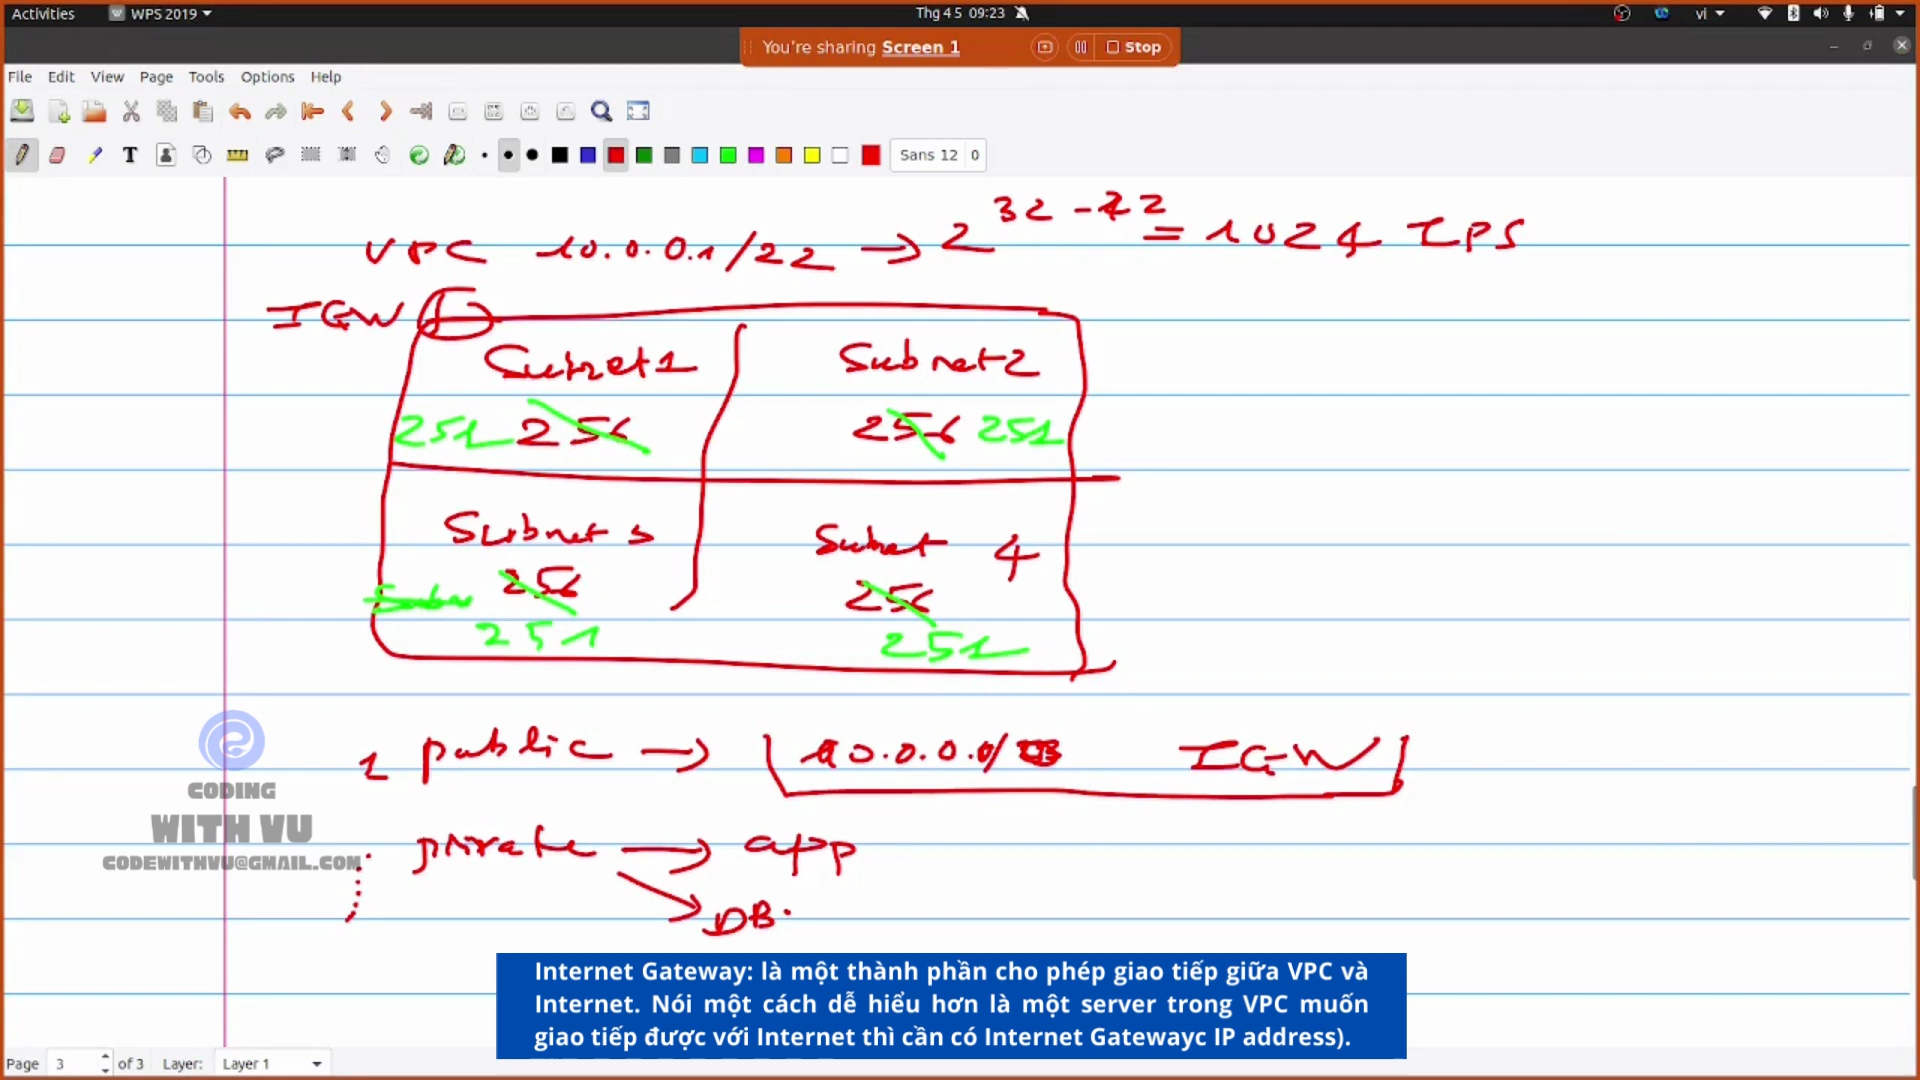 Activities WPS 2019 Thg 4 5 09:23 vi
You're sharing Screen 1 Stop
File Edit View Page Tools Options Help
Sans 12 0
VPC 10.0.0.1/22 → 2^32-22 = 1024 IPS
IGW
Subnet1 Subnet2
251 256 256 251
Subnet 3 Subnet 4
256 256
251 251
1 public → 10.0.0.0/ IGW
private → app
DB.
CODING
WITH VU
CODEWITHVU@GMAIL.COM
Internet Gateway: là một thành phần cho phép giao tiếp giữa VPC và
Internet. Nói một cách dễ hiểu hơn là một server trong VPC muốn
giao tiếp được với Internet thì cần có Internet Gatewayc IP address).
Page 3 of 3 Layer: Layer 1